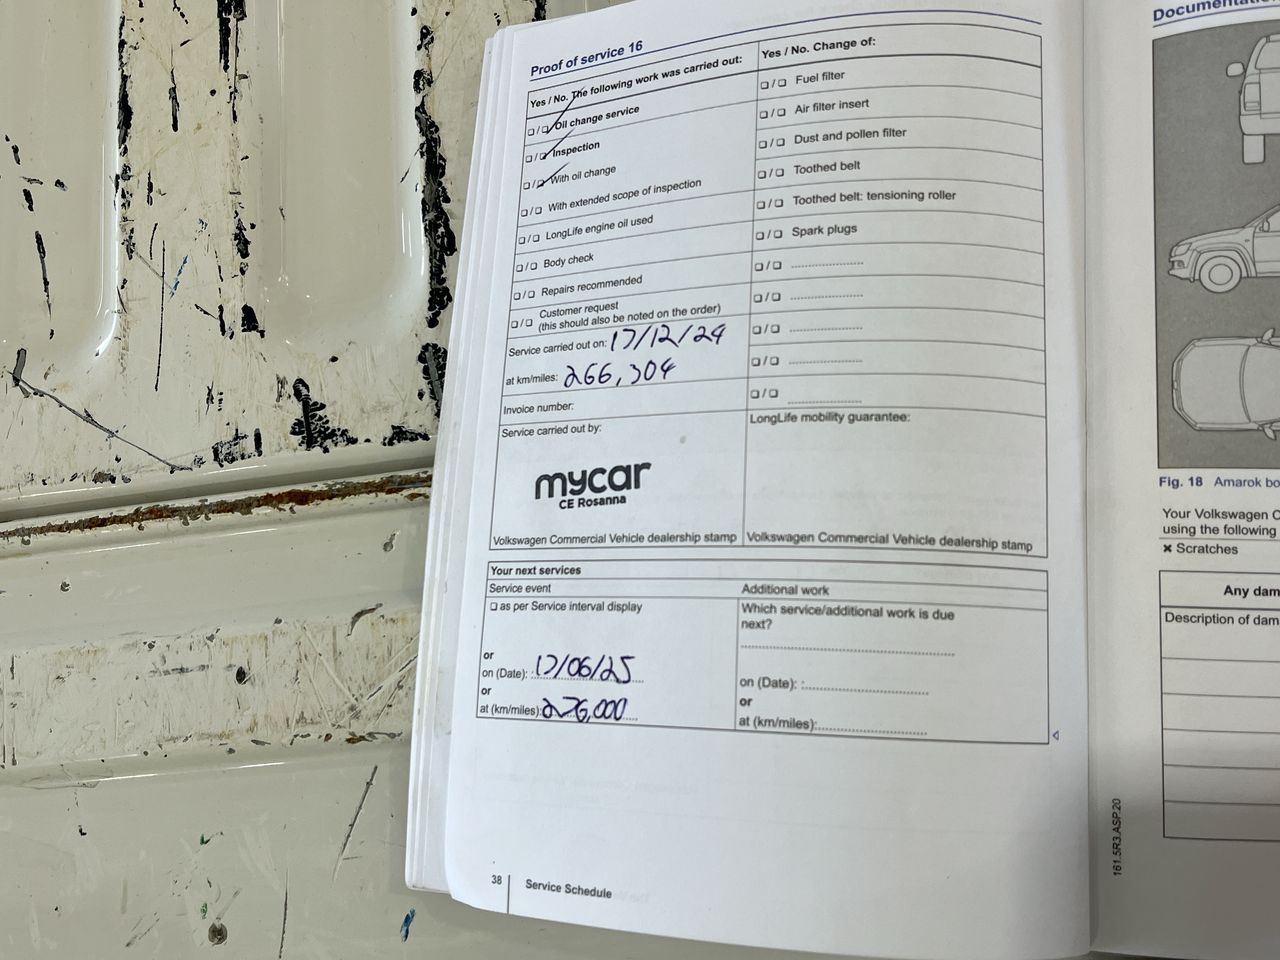 Proof of service 16
Yes / No. The following work was carried out:
❏ / ❏ Oil change service
❏ / ❏ Inspection
❏ / ❏ With oil change
❏ / ❏ With extended scope of inspection
❏ / ❏ LongLife engine oil used
❏ / ❏ Body check
❏ / ❏ Repairs recommended
❏ / ❏ Customer request
(this should also be noted on the order)
Service carried out on: 17/12/24
at km/miles: 266,304
Invoice number:
Service carried out by:
mycar
CE Rosanna
Volkswagen Commercial Vehicle dealership stamp
Yes / No. Change of:
❏ / ❏ Fuel filter
❏ / ❏ Air filter insert
❏ / ❏ Dust and pollen filter
❏ / ❏ Toothed belt
❏ / ❏ Toothed belt: tensioning roller
❏ / ❏ Spark plugs
❏ / ❏ ....................
❏ / ❏ ....................
❏ / ❏ ....................
❏ / ❏ ....................
❏ / ❏ ....................
LongLife mobility guarantee:
Volkswagen Commercial Vehicle dealership stamp
Your next services
Service event
❏ as per Service interval display
or
on (Date): 17/06/25
or
at (km/miles): 276,000
Additional work
Which service/additional work is due
next?
on (Date):
or
at (km/miles):
38
Service Schedule
Documentation
Fig. 18 Amarok bo
Your Volkswagen C
using the following
✕ Scratches
Any dam
Description of dam
161.5R3.ASP.20